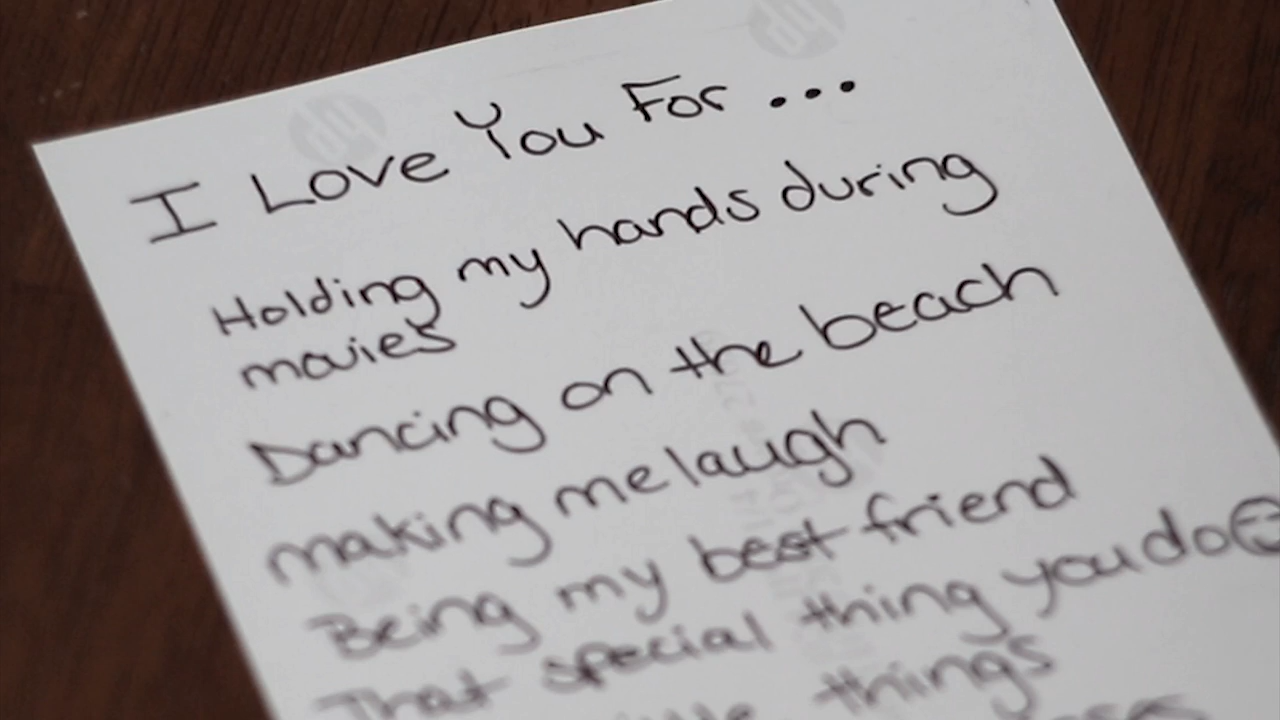 I Love You For...
Holding my hands during
movies
Dancing on the beach
making me laugh
Being my best friend
That special thing you do
things